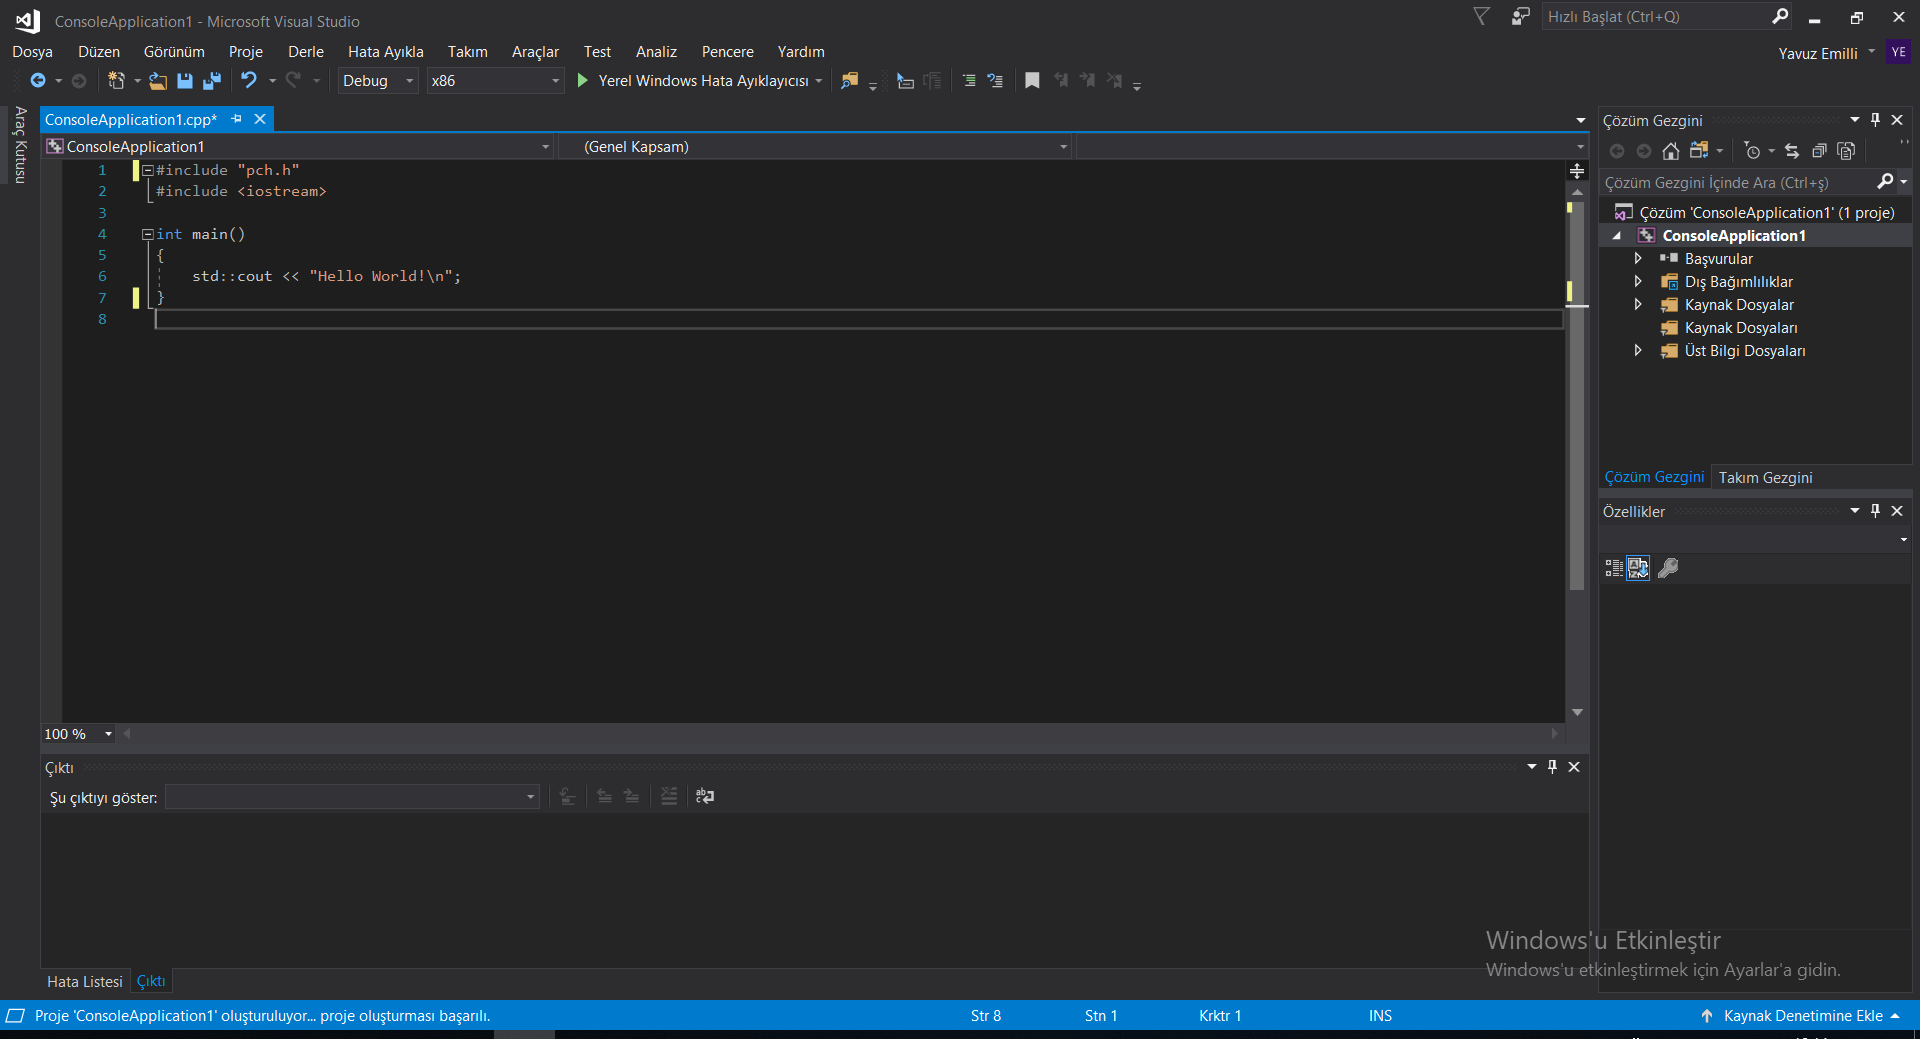 ConsoleApplication1 - Microsoft Visual Studio
Hızlı Başlat (Ctrl+Q)
Dosya Düzen Görünüm Proje Derle Hata Ayıkla Takım Araçlar Test Analiz Pencere Yardım
Yavuz Emilli YE
Debug x86 Yerel Windows Hata Ayıklayıcısı
Araç Kutusu
ConsoleApplication1.cpp*
ConsoleApplication1 (Genel Kapsam)
1 #include "pch.h"
2 #include <iostream>
3
4 int main()
5 {
6 std::cout << "Hello World!\n";
7 }
8
100 %
Çıktı
Şu çıktıyı göster:
Hata Listesi Çıktı
Çözüm Gezgini
Çözüm Gezgini İçinde Ara (Ctrl+ş)
Çözüm 'ConsoleApplication1' (1 proje)
ConsoleApplication1
Başvurular
Dış Bağımlılıklar
Kaynak Dosyalar
Kaynak Dosyaları
Üst Bilgi Dosyaları
Çözüm Gezgini Takım Gezgini
Özellikler
Windows'u Etkinleştir
Windows'u etkinleştirmek için Ayarlar'a gidin.
Proje 'ConsoleApplication1' oluşturuluyor... proje oluşturması başarılı. Str 8 Stn 1 Krktr 1 INS Kaynak Denetimine Ekle